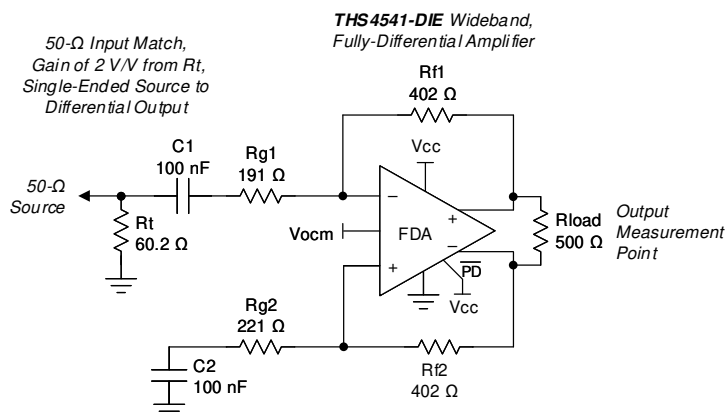 THS4541-DIE Wideband,
Fully-Differential Amplifier
50-Ω Input Match,
Gain of 2 V/V from Rt,
Single-Ended Source to
Differential Output
Rf1
402 Ω
C1
100 nF
Rg1
191 Ω
Vcc
50-Ω
Source
Rt
60.2 Ω
Vocm
−
+
FDA
−
+
PD
Vcc
Rload
500 Ω
Output
Measurement
Point
Rg2
221 Ω
C2
100 nF
Rf2
402 Ω